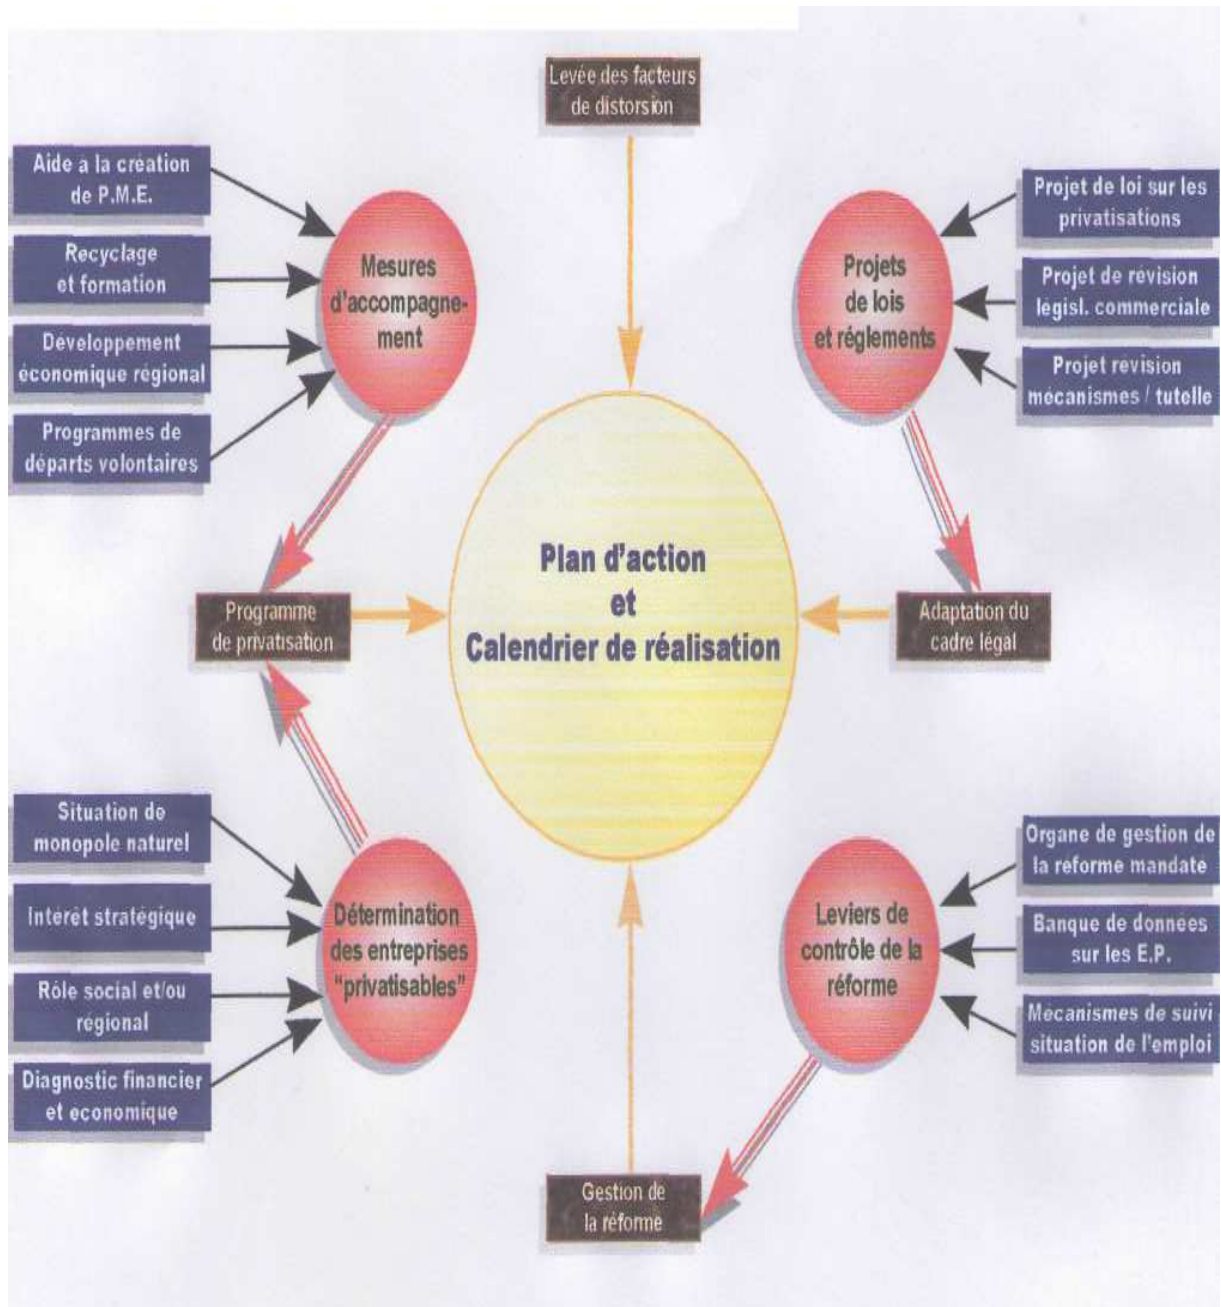 Levée des facteurs
de distorsion
Aide a la création
de P.M.E.
Recyclage
et formation
Développement
économique régional
Programmes de
départs volontaires
Mesures
d'accompagne-
ment
Projets
de lois
et réglements
Projet de loi sur les
privatisations
Projet de révision
législ. commerciale
Projet révision
mécanismes / tutelle
Plan d'action
et
Calendrier de réalisation
Programme
de privatisation
Adaptation du
cadre légal
Situation de
monopole naturel
Intérêt stratégique
Rôle social et/ou
régional
Diagnostic financier
et economique
Détermination
des entreprises
"privatisables"
Leviers de
contrôle de la
réforme
Organe de gestion de
la reforme mandate
Banque de données
sur les E.P.
Mécanismes de suivi
situation de l'emploi
Gestion de
la réforme